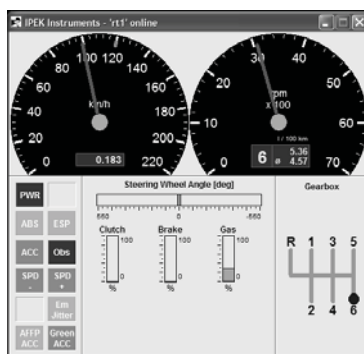 IPEK Instruments - 'rt1' online
80 100 120
60 140
40 160
20 180
0 200
220
km/h
0.183
30 40
20 50
10 60
0 70
rpm
x 100
l / 100 km
6 5.36
ø 4.57
PWR
ABS ESP
ACC Obs
SPD - SPD +
Em Jitter
AFFP ACC Green ACC
Steering Wheel Angle [deg]
550 0 -550
Clutch Brake Gas
100 100 100
0 0 0
% % %
Gearbox
R 1 3 5
2 4 6